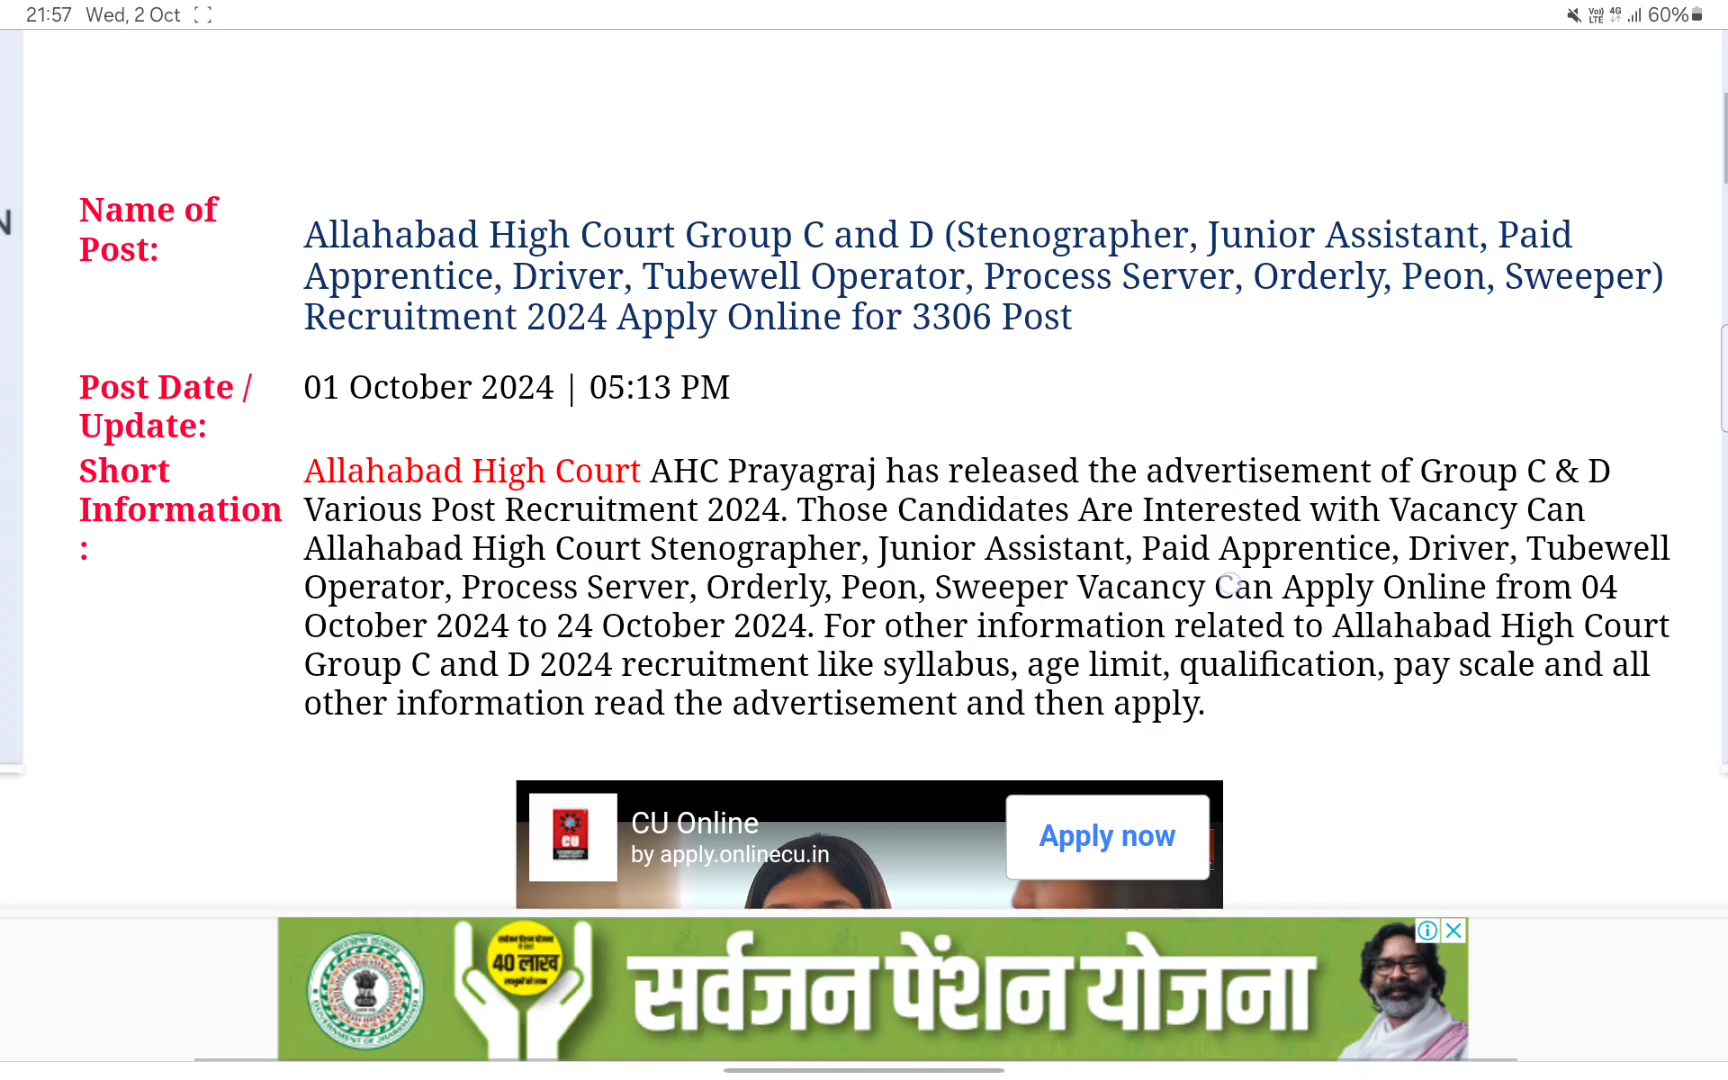 21:57 Wed, 2 Oct
Vo) LTE 4G 60%
N
Name of
Post:
Allahabad High Court Group C and D (Stenographer, Junior Assistant, Paid
Apprentice, Driver, Tubewell Operator, Process Server, Orderly, Peon, Sweeper)
Recruitment 2024 Apply Online for 3306 Post
Post Date /
Update:
01 October 2024 | 05:13 PM
Short
Information
:
Allahabad High Court AHC Prayagraj has released the advertisement of Group C & D
Various Post Recruitment 2024. Those Candidates Are Interested with Vacancy Can
Allahabad High Court Stenographer, Junior Assistant, Paid Apprentice, Driver, Tubewell
Operator, Process Server, Orderly, Peon, Sweeper Vacancy Can Apply Online from 04
October 2024 to 24 October 2024. For other information related to Allahabad High Court
Group C and D 2024 recruitment like syllabus, age limit, qualification, pay scale and all
other information read the advertisement and then apply.
CU
CU Online
by apply.onlinecu.in
Apply now
40 लाख
सर्वजन पेंशन योजना
GOVERNMENT OF JHARKHAND